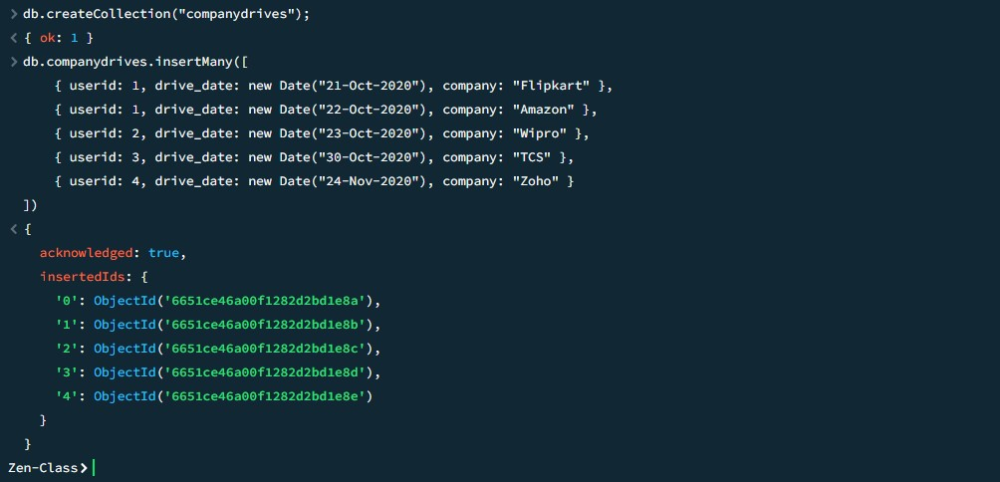 > db.createCollection("companydrives");
< { ok: 1 }
> db.companydrives.insertMany([
{ userid: 1, drive_date: new Date("21-Oct-2020"), company: "Flipkart" },
{ userid: 1, drive_date: new Date("22-Oct-2020"), company: "Amazon" },
{ userid: 2, drive_date: new Date("23-Oct-2020"), company: "Wipro" },
{ userid: 3, drive_date: new Date("30-Oct-2020"), company: "TCS" },
{ userid: 4, drive_date: new Date("24-Nov-2020"), company: "Zoho" }
])
< {
acknowledged: true,
insertedIds: {
'0': ObjectId('6651ce46a00f1282d2bd1e8a'),
'1': ObjectId('6651ce46a00f1282d2bd1e8b'),
'2': ObjectId('6651ce46a00f1282d2bd1e8c'),
'3': ObjectId('6651ce46a00f1282d2bd1e8d'),
'4': ObjectId('6651ce46a00f1282d2bd1e8e')
}
}
Zen-Class>